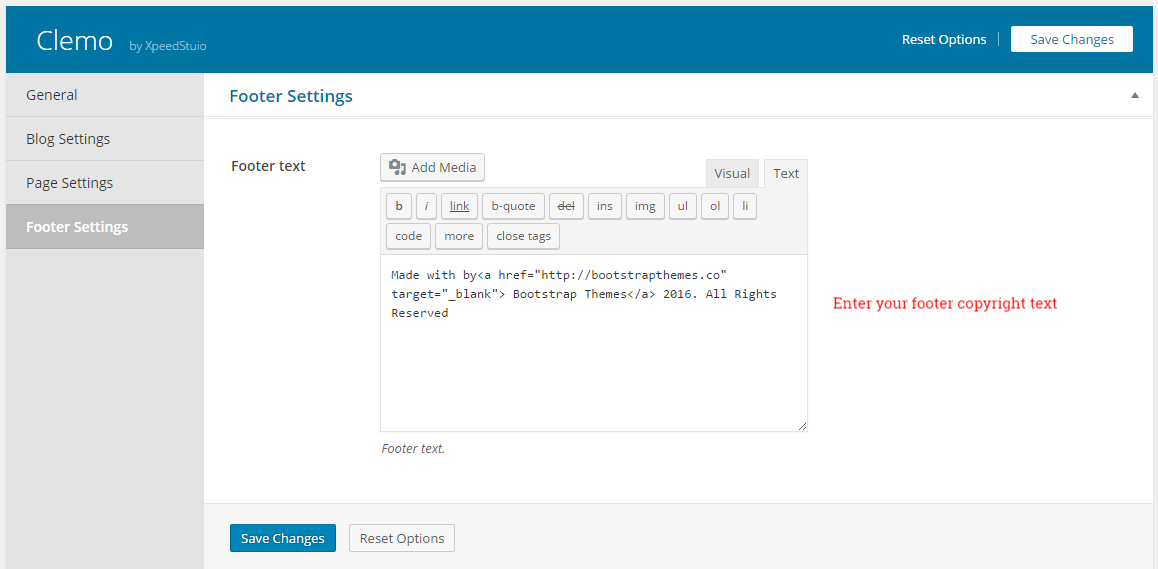 Clemo by XpeedStuio
Reset Options
Save Changes
General
Blog Settings
Page Settings
Footer Settings
Footer Settings
Footer text
Add Media
Visual
Text
b
i
link
b-quote
del
ins
img
ul
ol
li
code
more
close tags
Made with by<a href="http://bootstrapthemes.co"
target="_blank"> Bootstrap Themes</a> 2016. All Rights
Reserved
Enter your footer copyright text
Footer text.
Save Changes
Reset Options